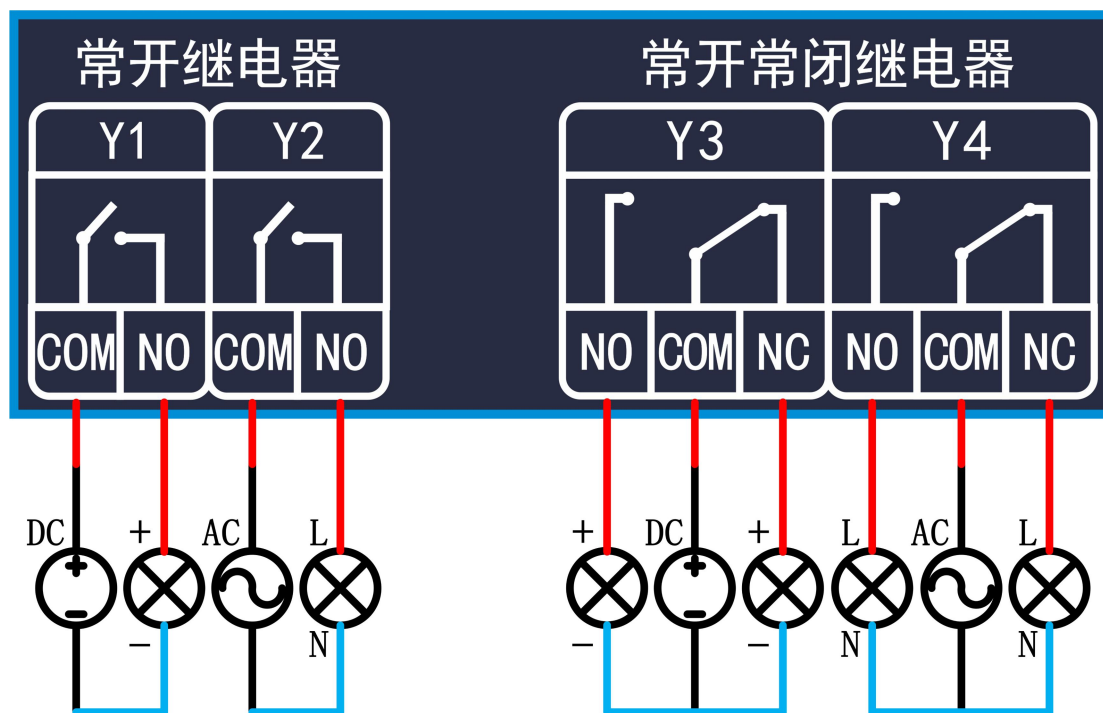 常开继电器 常开常闭继电器
Y1 Y2 Y3 Y4
COM NO COM NO NO COM NC NO COM NC
DC + AC L + DC + L AC L
- N - - N N